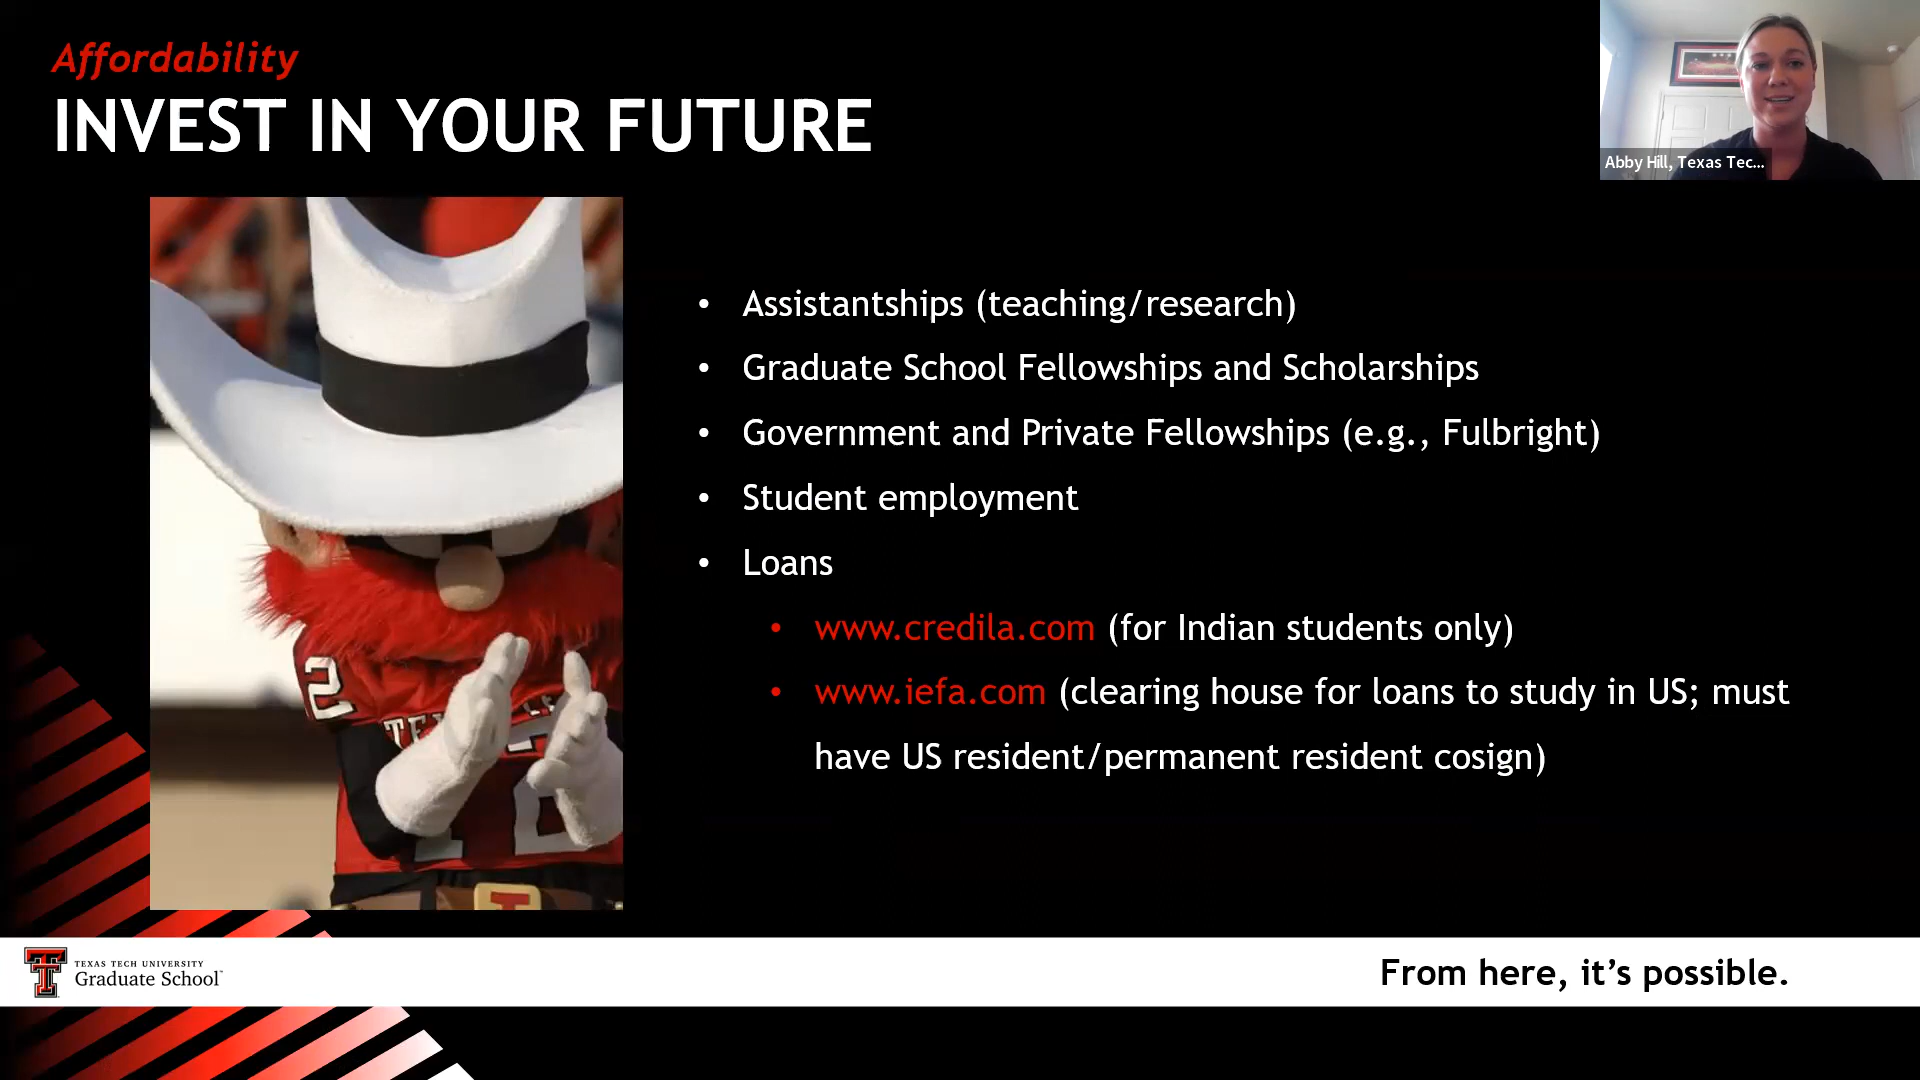 Affordability
INVEST IN YOUR FUTURE
Abby Hill, Texas Tec...
• Assistantships (teaching/research)
• Graduate School Fellowships and Scholarships
• Government and Private Fellowships (e.g., Fulbright)
• Student employment
• Loans
• www.credila.com (for Indian students only)
• www.iefa.com (clearing house for loans to study in US; must
have US resident/permanent resident cosign)
2
TEXAS TECH UNIVERSITY
Graduate School™
From here, it’s possible.